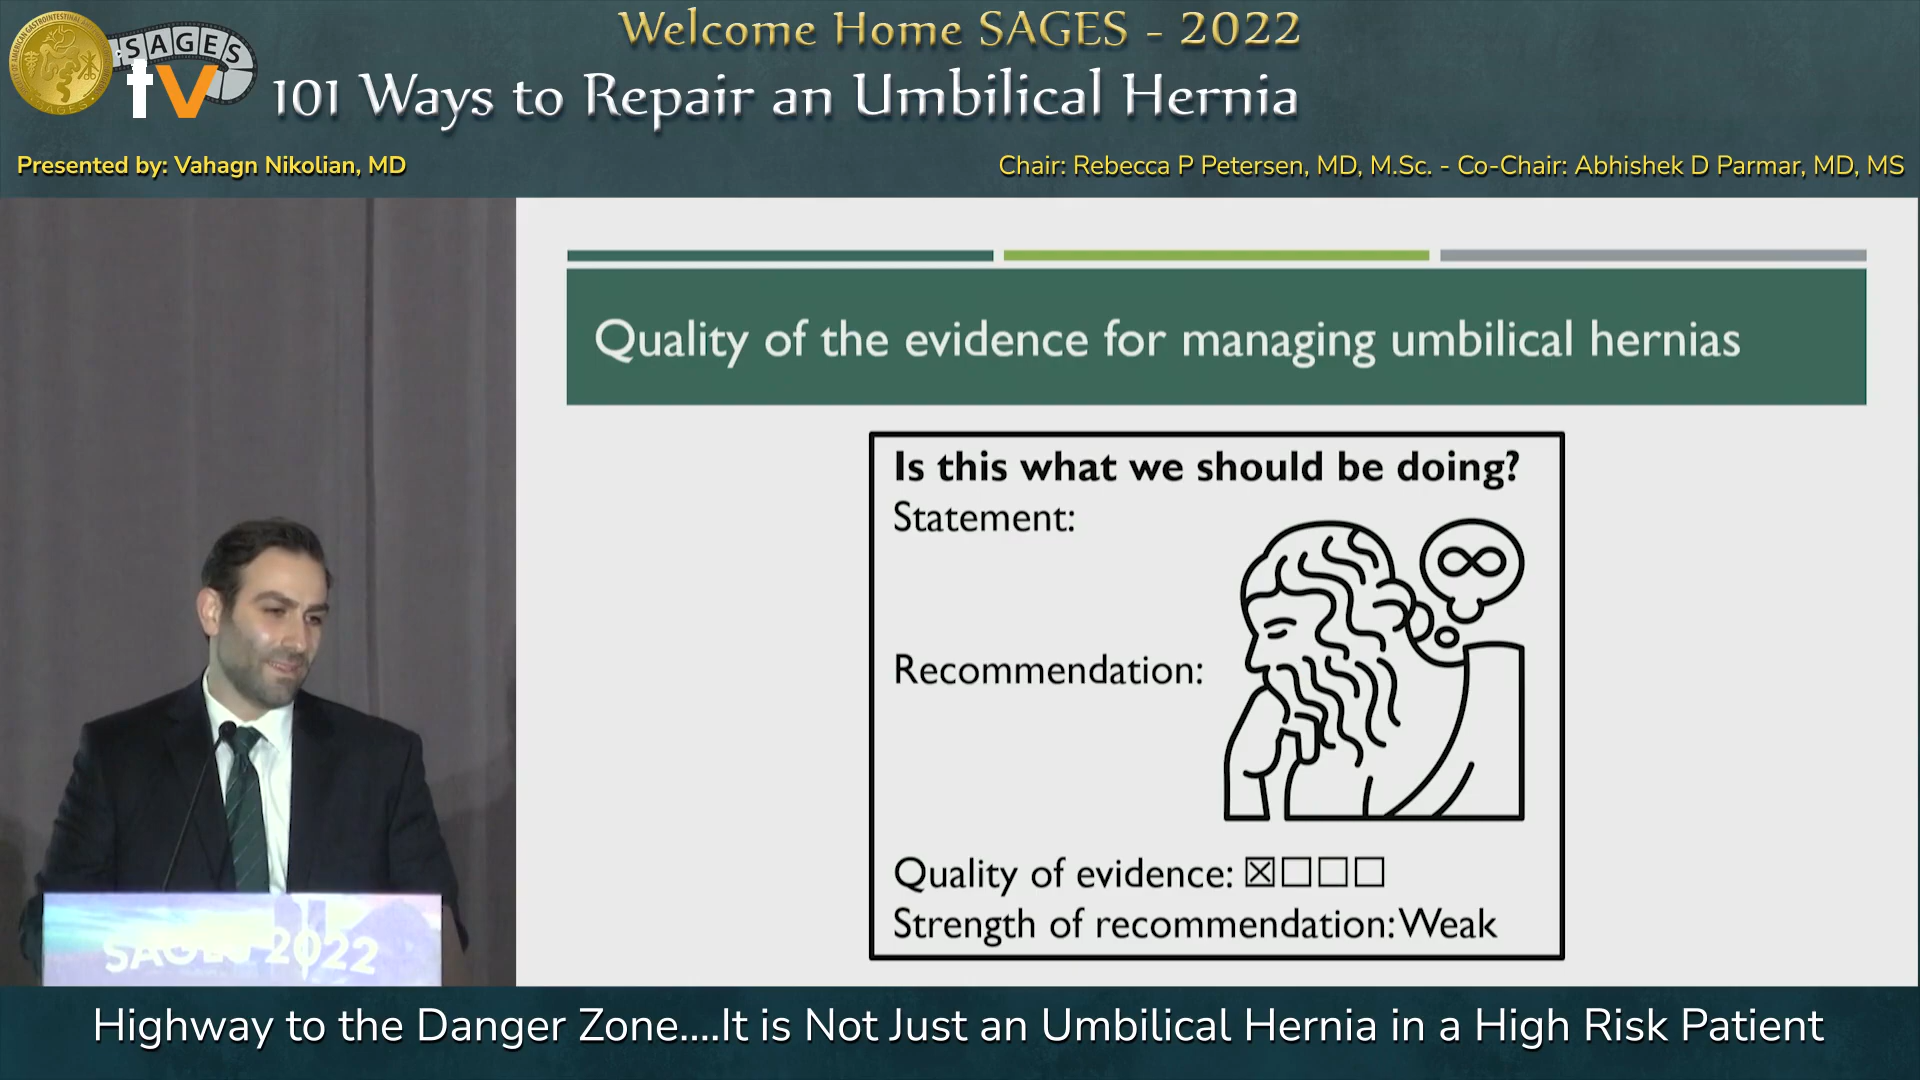 SAGES
tv
Welcome Home SAGES - 2022
101 Ways to Repair an Umbilical Hernia
Presented by: Vahagn Nikolian, MD
Chair: Rebecca P Petersen, MD, M.Sc. - Co-Chair: Abhishek D Parmar, MD, MS
Quality of the evidence for managing umbilical hernias
Is this what we should be doing?
Statement:
Recommendation:
Quality of evidence: ☒☐☐☐
Strength of recommendation: Weak
SAGES 2022
Highway to the Danger Zone....It is Not Just an Umbilical Hernia in a High Risk Patient